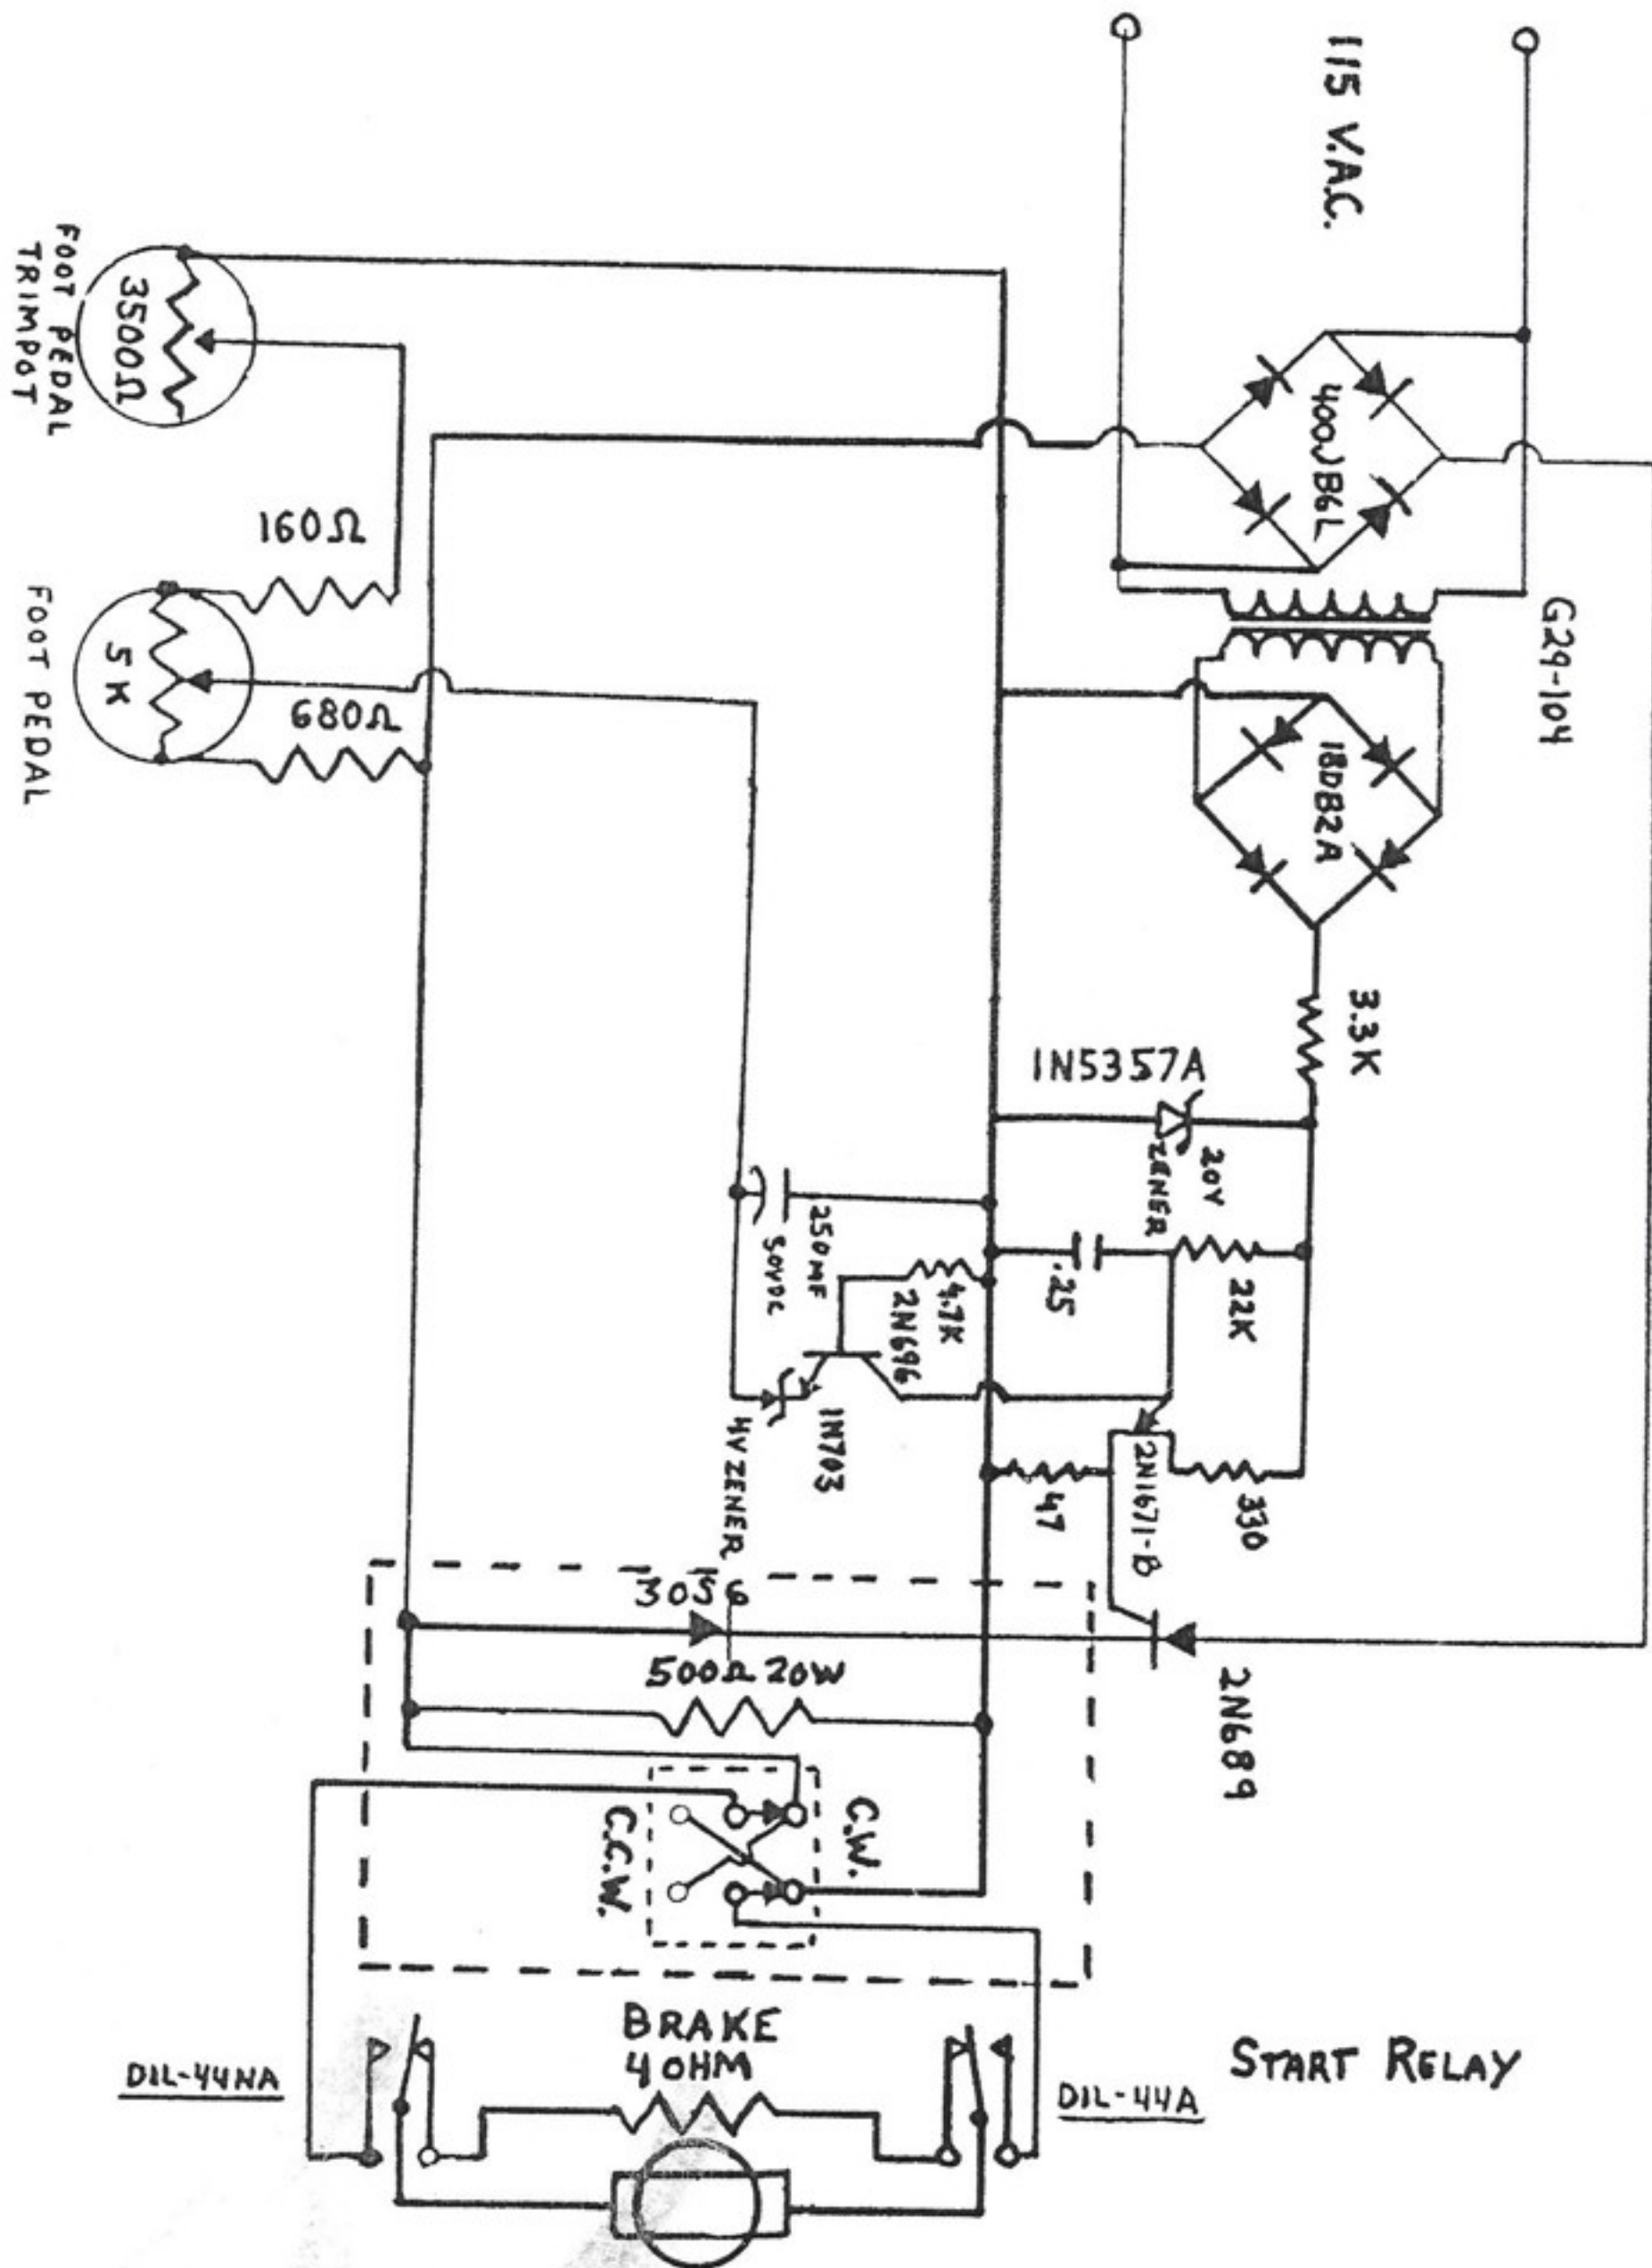 115 V.A.C.
400JB6L
G29-104
18DB2A
3.3K
1N5357A
20V
ZENER
22K
.25
330
47
2N1671-B
2N689
250MF
50VDC
4.7K
2N696
1N703
4V ZENER
3500Ω
FOOT PEDAL
TRIMPOT
160Ω
5K
680Ω
FOOT PEDAL
500Ω 20W
C.W.
C.C.W.
BRAKE
4 OHM
START RELAY
DIL-44NA
DIL-44A